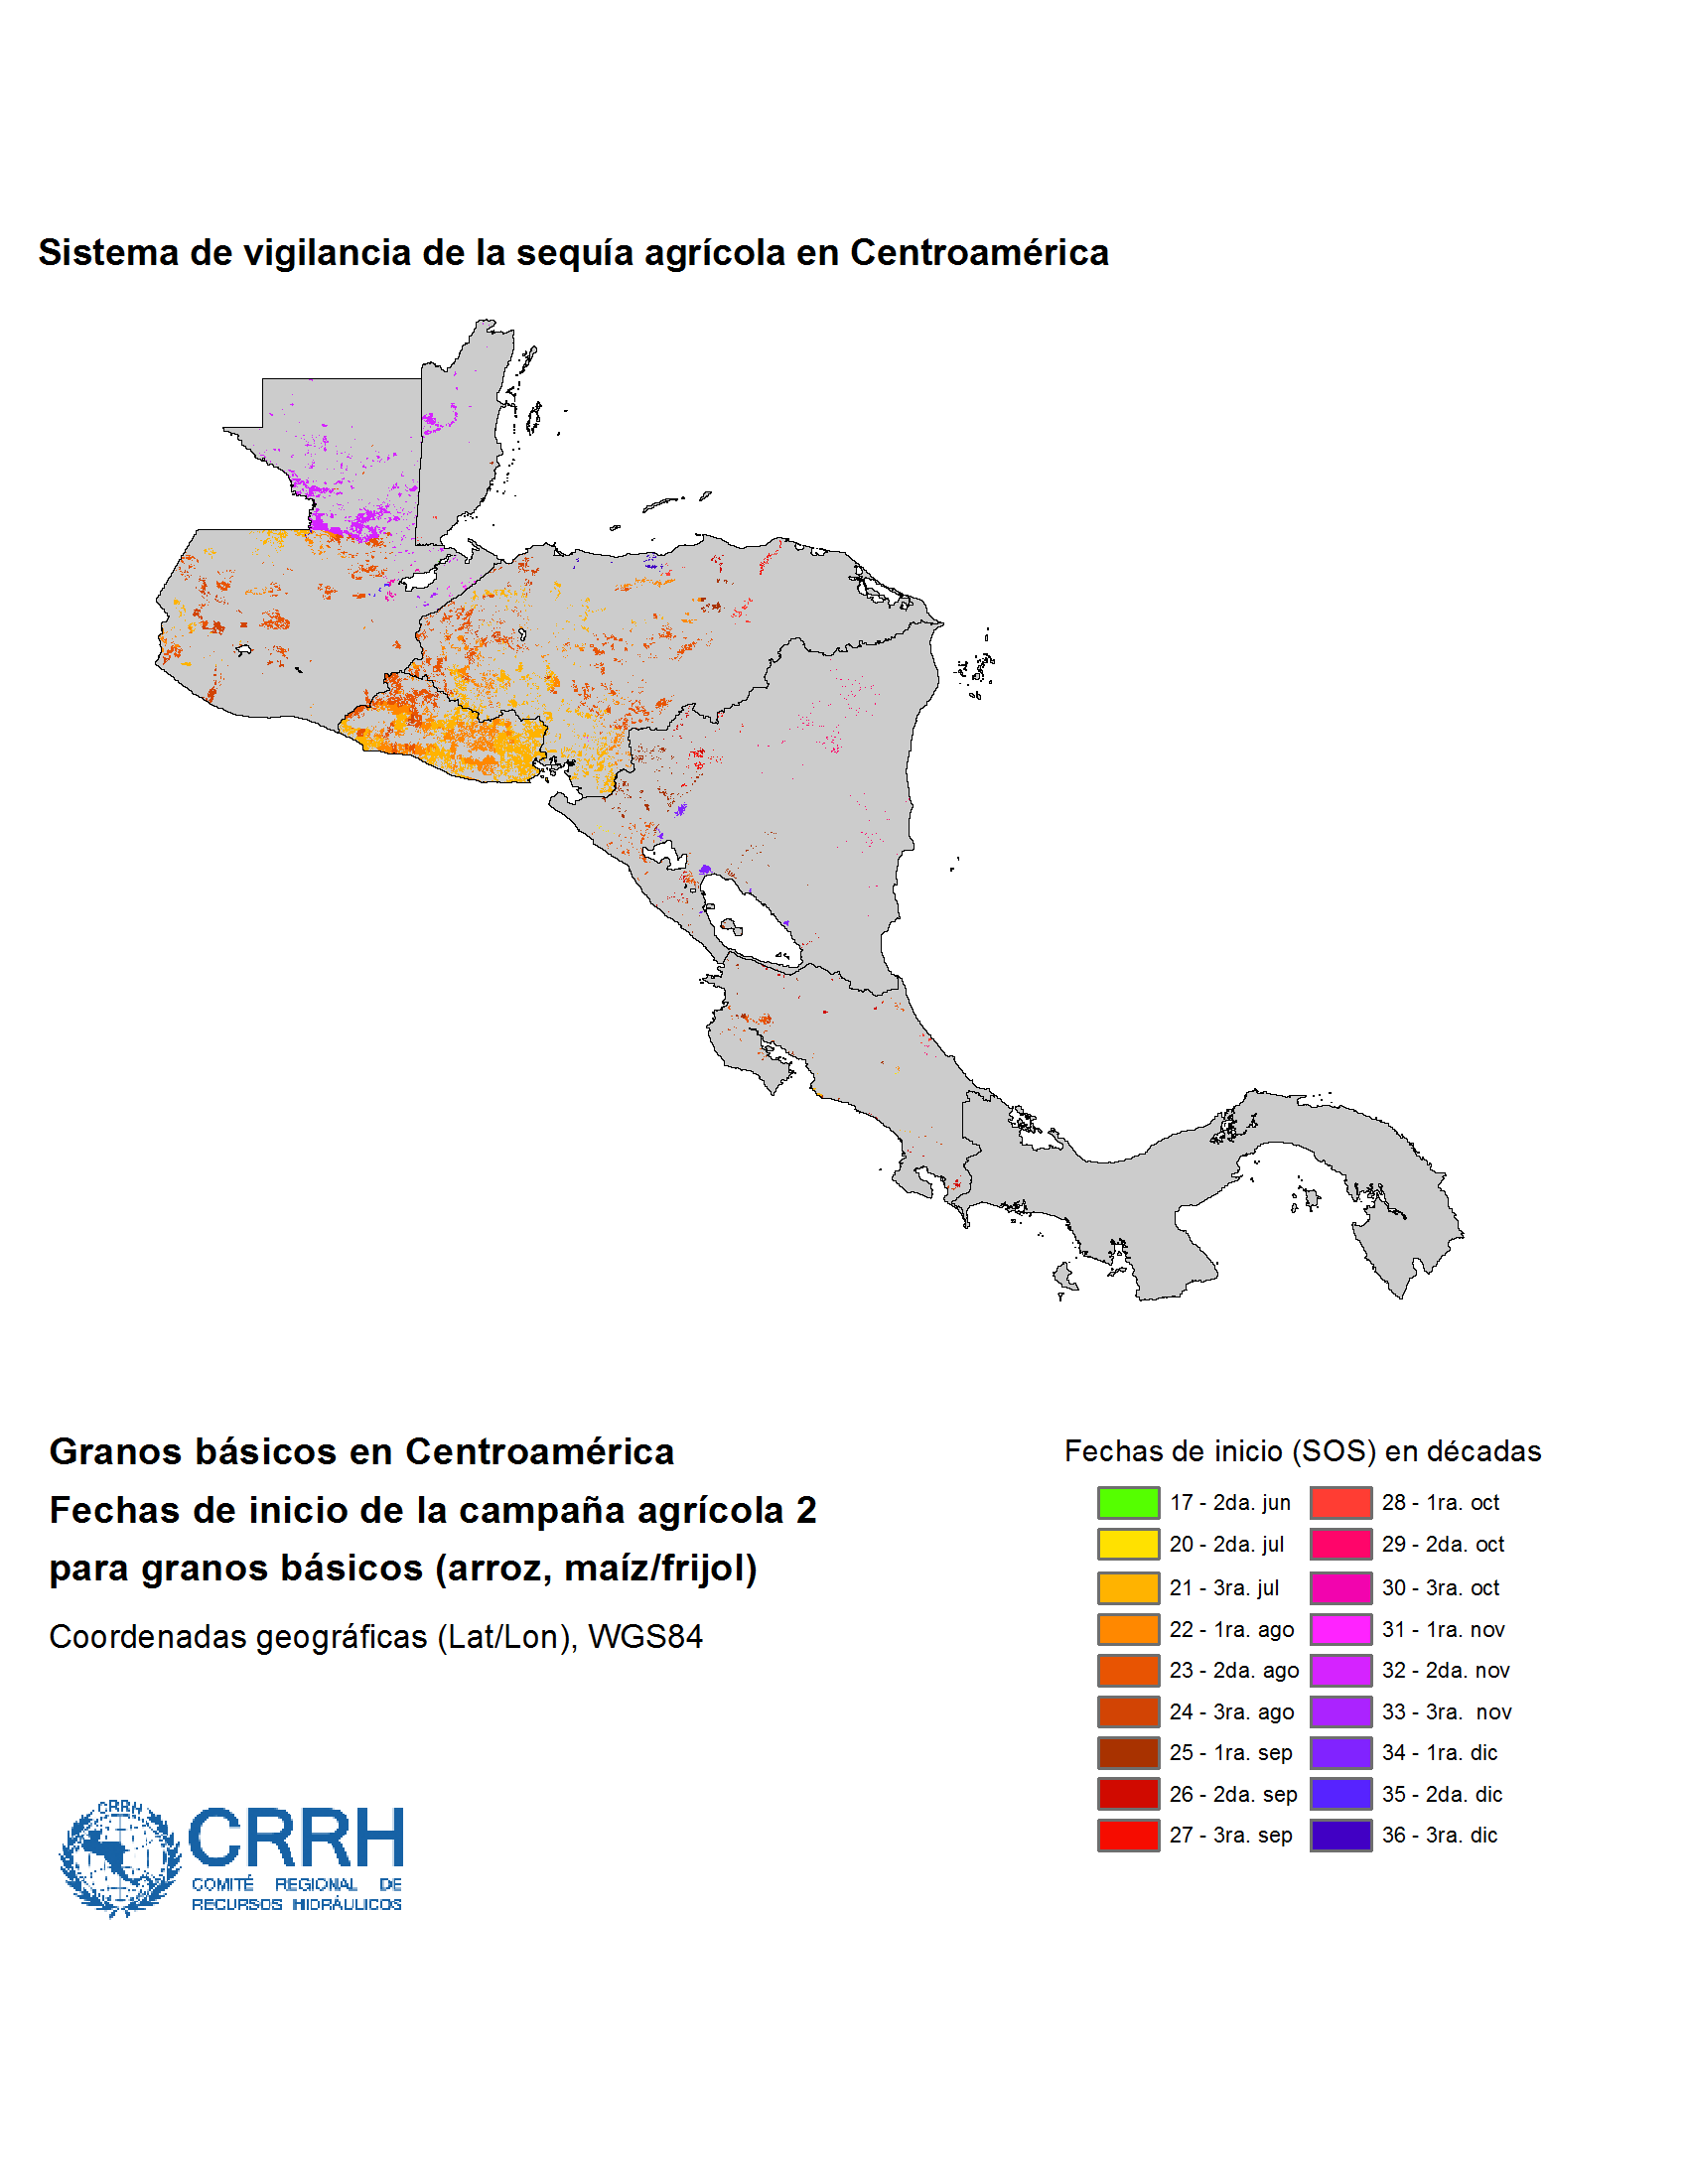 Sistema de vigilancia de la sequía agrícola en Centroamérica
Granos básicos en Centroamérica
Fechas de inicio de la campaña agrícola 2
para granos básicos (arroz, maíz/frijol)
Coordenadas geográficas (Lat/Lon), WGS84
Fechas de inicio (SOS) en décadas
17 - 2da. jun
20 - 2da. jul
21 - 3ra. jul
22 - 1ra. ago
23 - 2da. ago
24 - 3ra. ago
25 - 1ra. sep
26 - 2da. sep
27 - 3ra. sep
28 - 1ra. oct
29 - 2da. oct
30 - 3ra. oct
31 - 1ra. nov
32 - 2da. nov
33 - 3ra.  nov
34 - 1ra. dic
35 - 2da. dic
36 - 3ra. dic
CRRH
CRRH
COMITÉ REGIONAL DE
RECURSOS HIDRÁULICOS